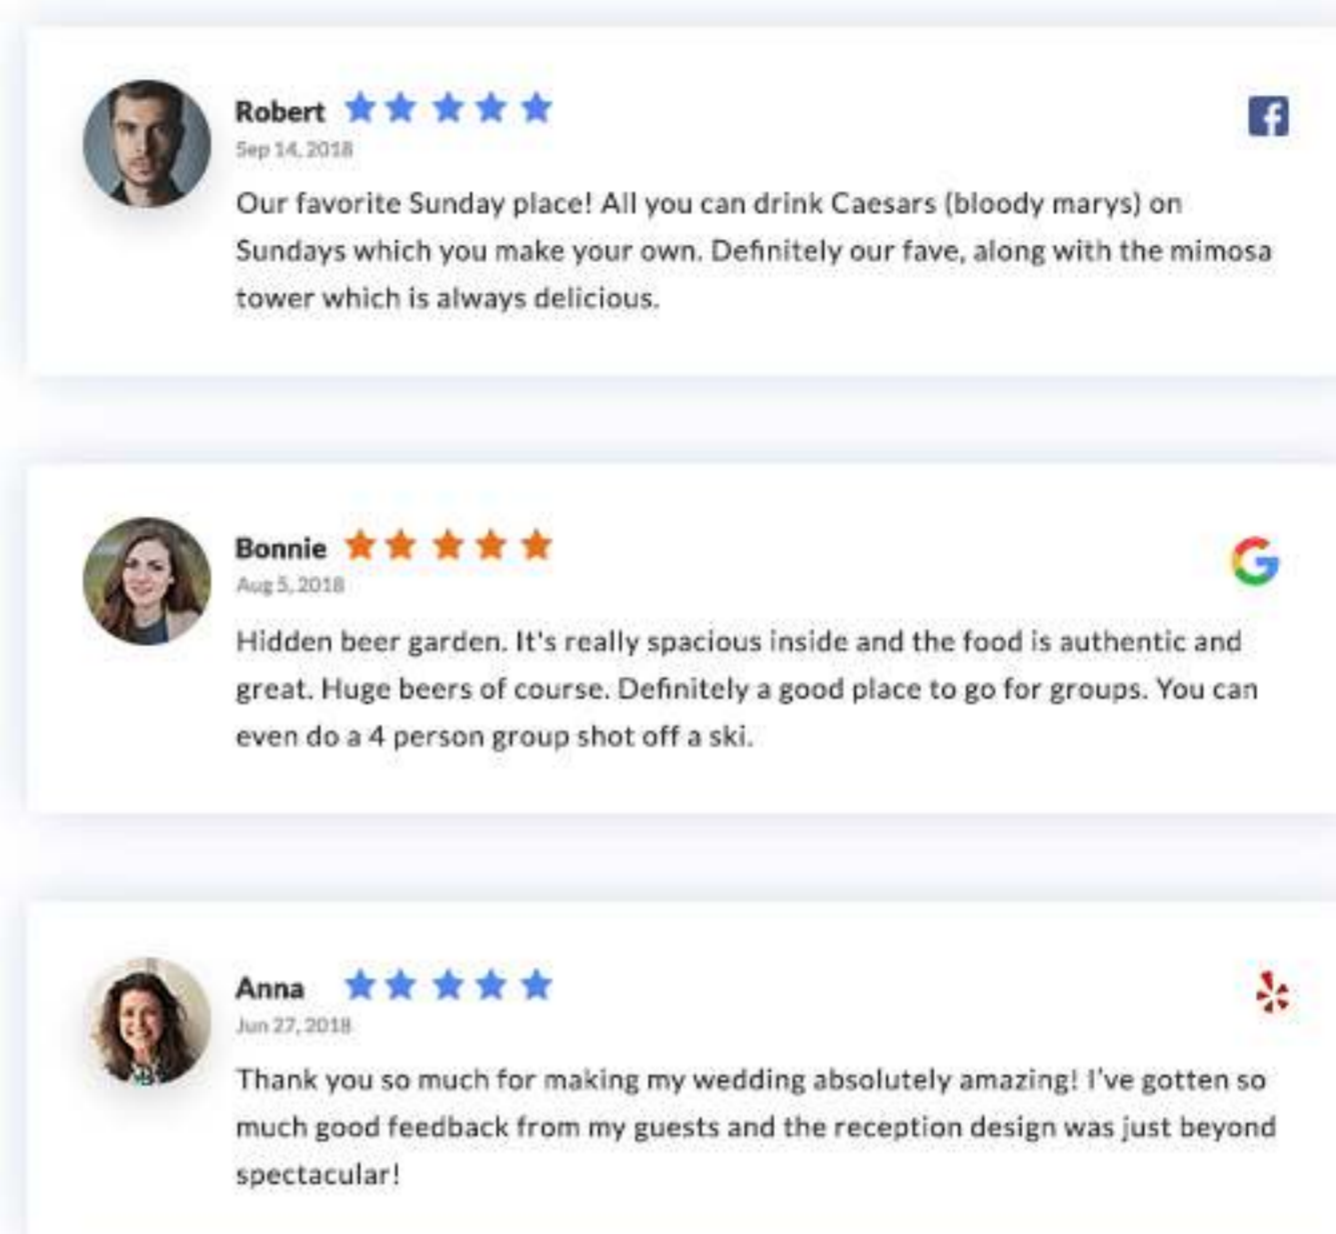 Robert
Sep 14, 2018
Our favorite Sunday place! All you can drink Caesars (bloody marys) on
Sundays which you make your own. Definitely our fave, along with the mimosa
tower which is always delicious.
Bonnie
Aug 5, 2018
Hidden beer garden. It's really spacious inside and the food is authentic and
great. Huge beers of course. Definitely a good place to go for groups. You can
even do a 4 person group shot off a ski.
Anna
Jun 27, 2018
Thank you so much for making my wedding absolutely amazing! I've gotten so
much good feedback from my guests and the reception design was just beyond
spectacular!